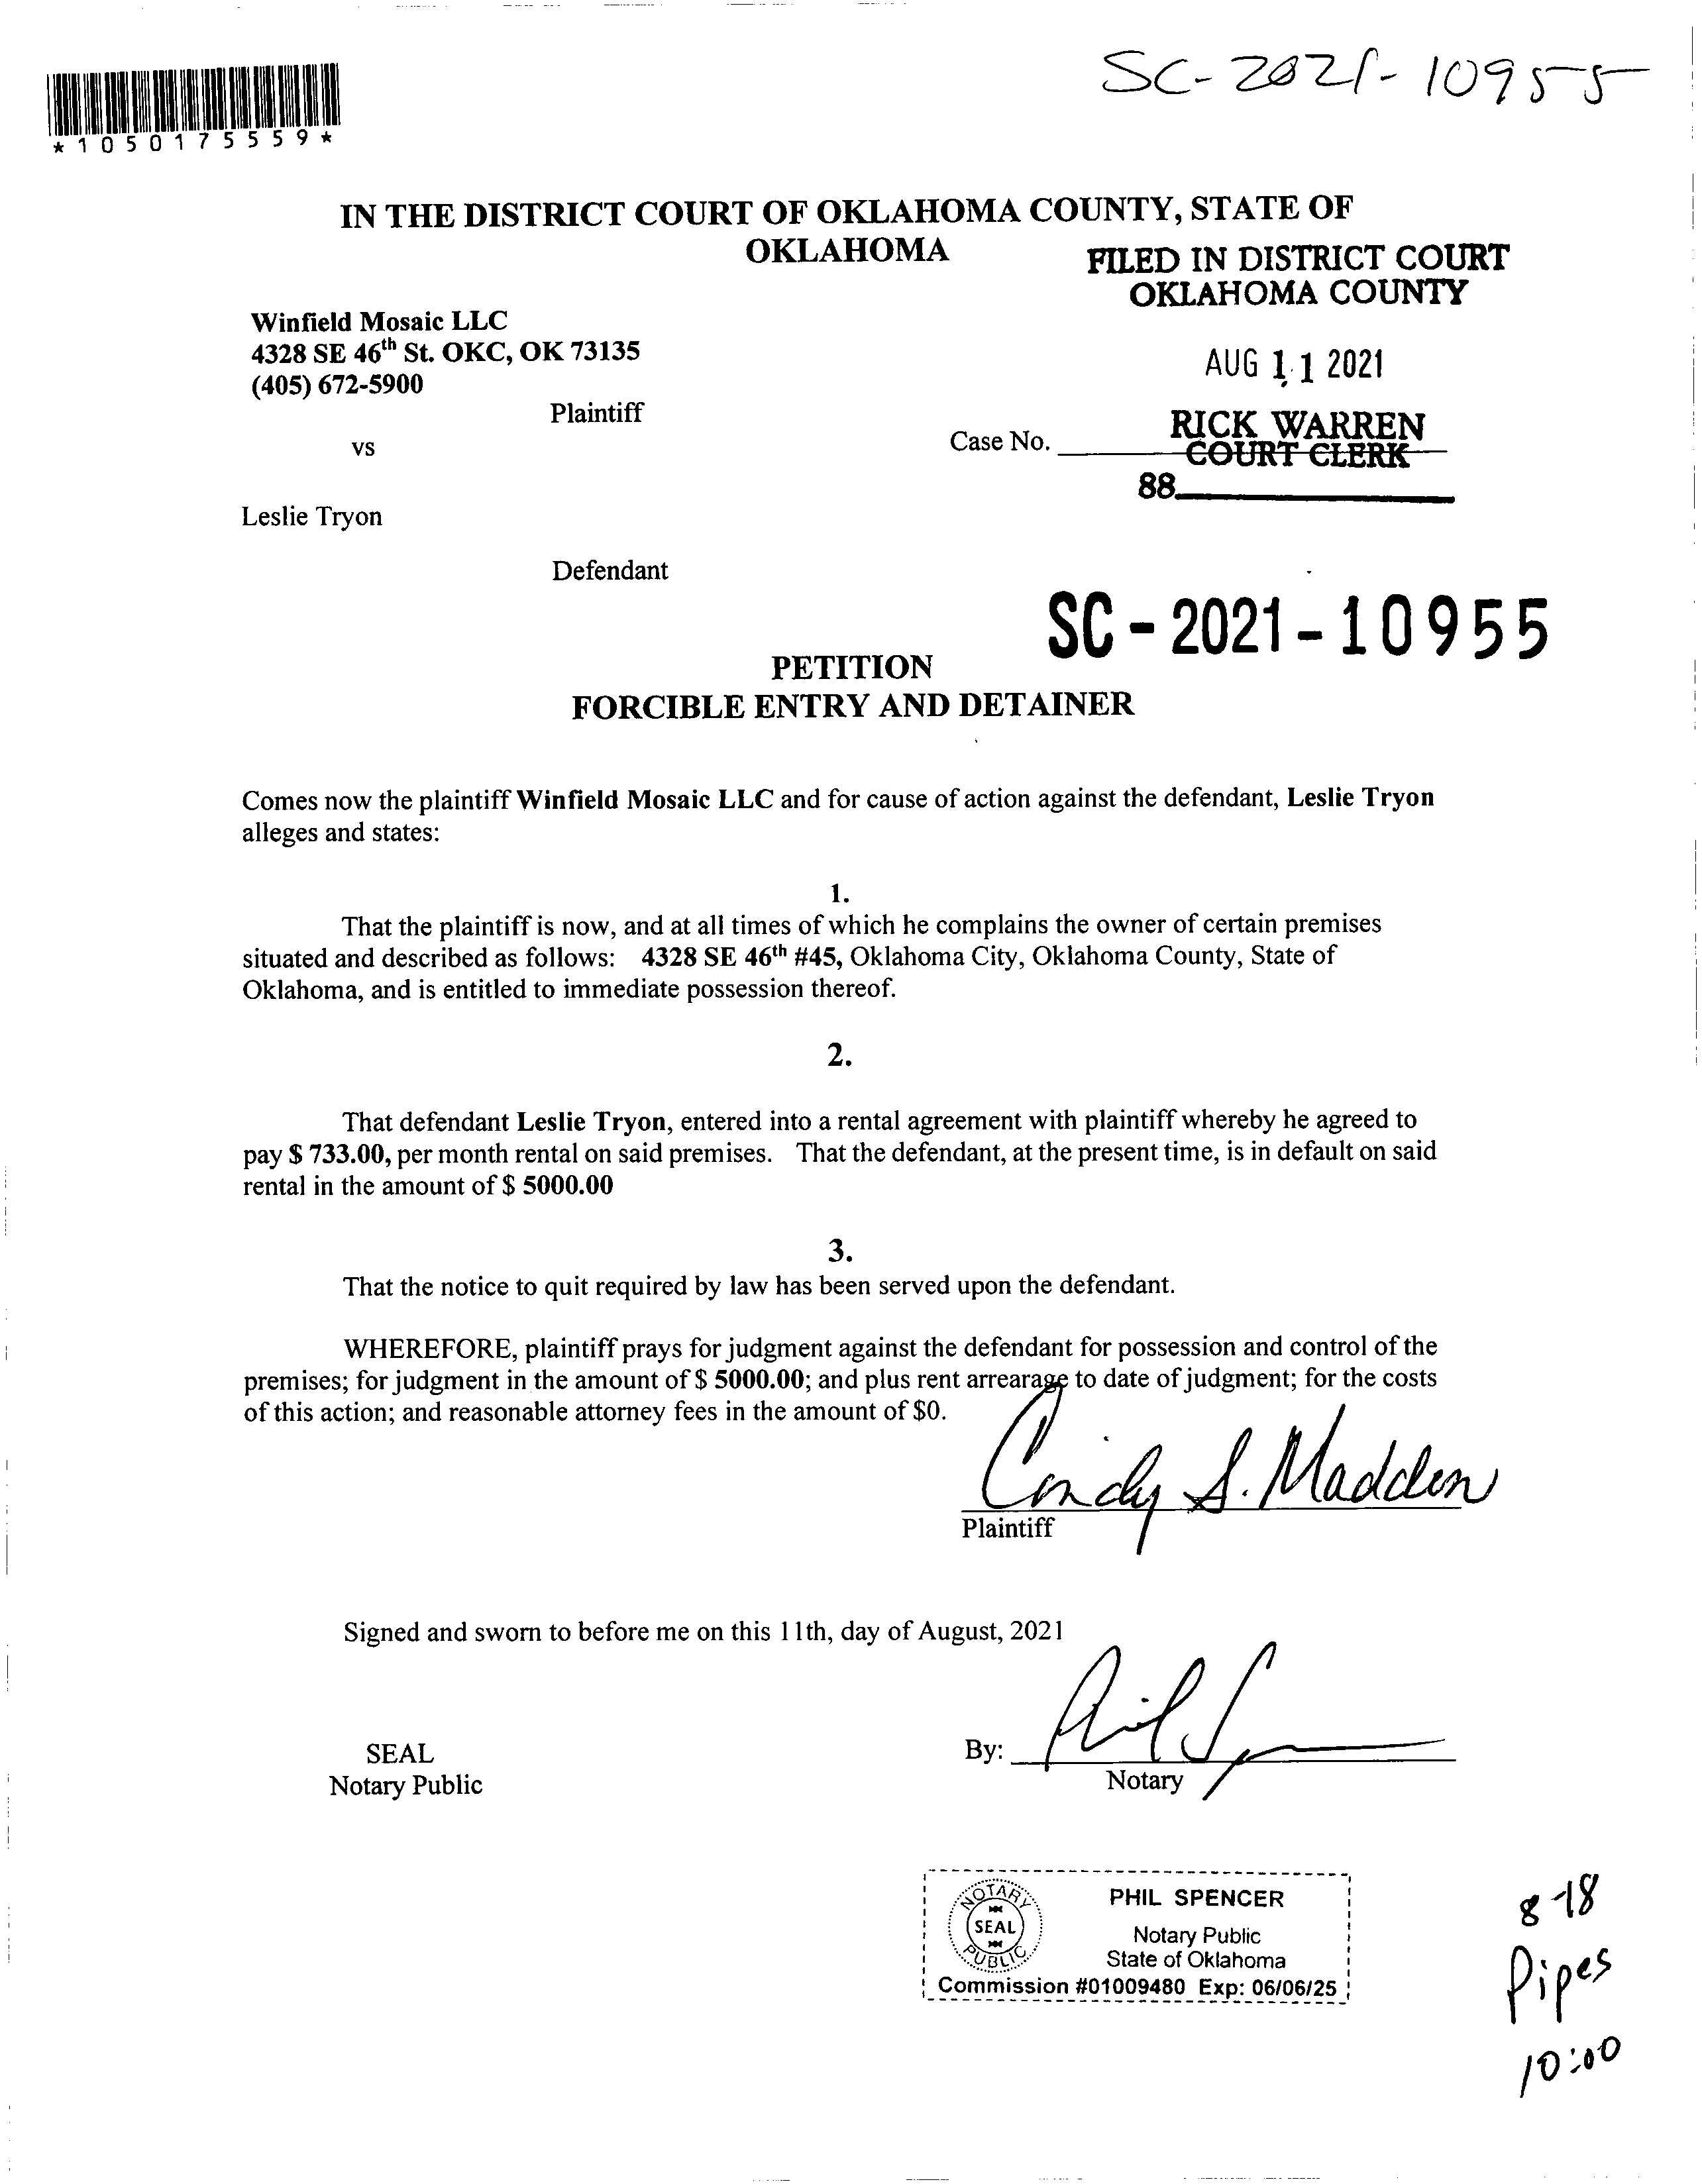 SC-2021-10955
*1050175559*
IN THE DISTRICT COURT OF OKLAHOMA COUNTY, STATE OF
OKLAHOMA
FILED IN DISTRICT COURT
OKLAHOMA COUNTY
Winfield Mosaic LLC
4328 SE 46th St. OKC, OK 73135
(405) 672-5900
AUG 11 2021
Plaintiff
vs
Case No.
RICK WARREN
COURT CLERK
88
Leslie Tryon
Defendant
SC-2021-10955
PETITION
FORCIBLE ENTRY AND DETAINER
Comes now the plaintiff Winfield Mosaic LLC and for cause of action against the defendant, Leslie Tryon
alleges and states:
1.
That the plaintiff is now, and at all times of which he complains the owner of certain premises
situated and described as follows: 4328 SE 46th #45, Oklahoma City, Oklahoma County, State of
Oklahoma, and is entitled to immediate possession thereof.
2.
That defendant Leslie Tryon, entered into a rental agreement with plaintiff whereby he agreed to
pay $ 733.00, per month rental on said premises. That the defendant, at the present time, is in default on said
rental in the amount of $ 5000.00
3.
That the notice to quit required by law has been served upon the defendant.
WHEREFORE, plaintiff prays for judgment against the defendant for possession and control of the
premises; for judgment in the amount of $ 5000.00; and plus rent arrearage to date of judgment; for the costs
of this action; and reasonable attorney fees in the amount of $0.
Cindy S. Madden
Plaintiff
Signed and sworn to before me on this 11th, day of August, 2021
SEAL
Notary Public
By:
Notary
NOTARY
SEAL
PUBLIC
PHIL SPENCER
Notary Public
State of Oklahoma
Commission #01009480 Exp: 06/06/25
8-18
Pipes
10:00